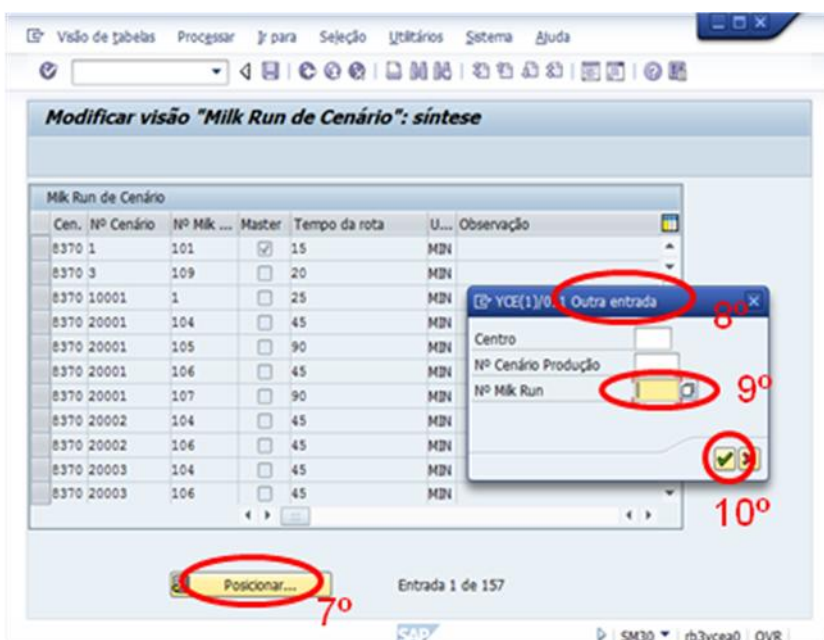 Visão de tabelas Processar Ir para Seleção Utilitários Sistema Ajuda
Modificar visão "Milk Run de Cenário": síntese
Milk Run de Cenário
Cen. Nº Cenário Nº Milk ... Master Tempo da rota U... Observação
8370 1 101 15 MIN
8370 3 109 20 MIN
8370 10001 1 25 MIN
8370 20001 104 45 MIN
8370 20001 105 90 MIN
8370 20001 106 45 MIN
8370 20001 107 90 MIN
8370 20002 104 45 MIN
8370 20002 106 45 MIN
8370 20003 104 45 MIN
8370 20003 106 45 MIN
Outra entrada
8º
Centro
Nº Cenário Produção
Nº Milk Run
9º
10º
Posicionar...
7º
Entrada 1 de 157
SAP
SM30 rb3ycea0 OVR